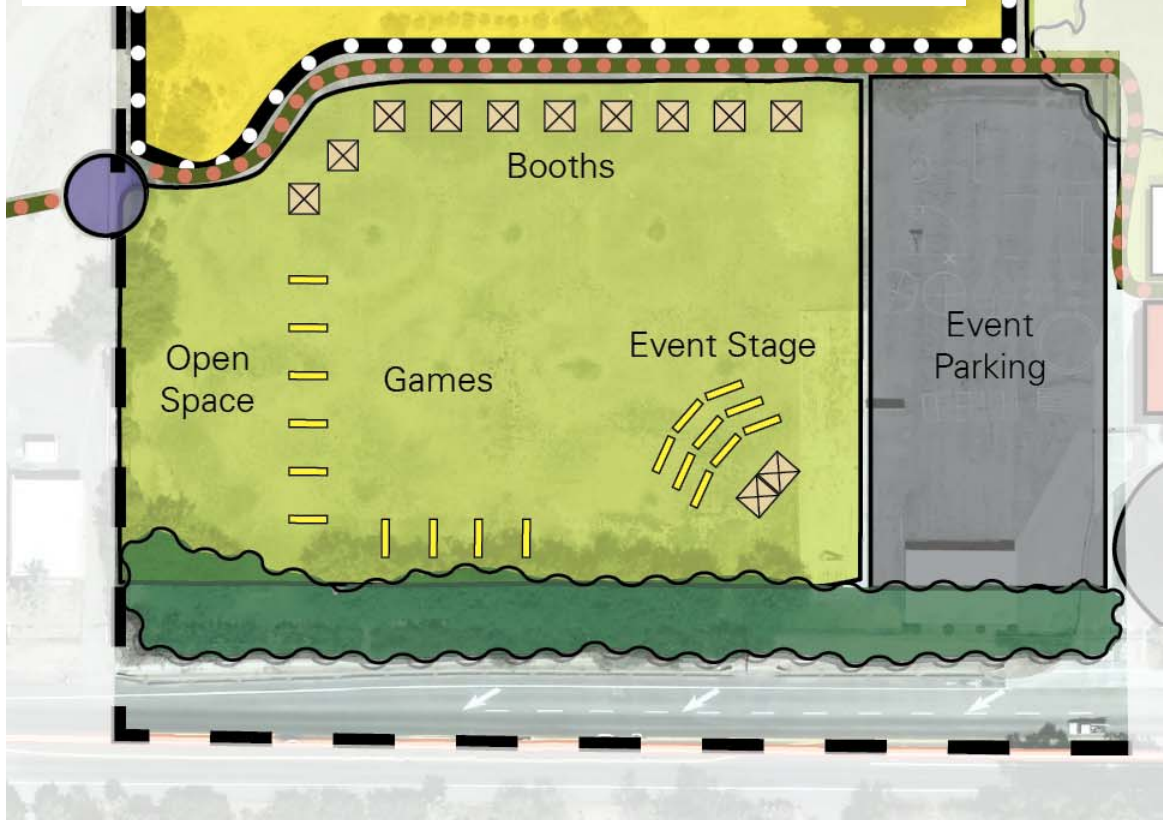 Booths
Event Stage
Event
Parking
Open
Space
Games